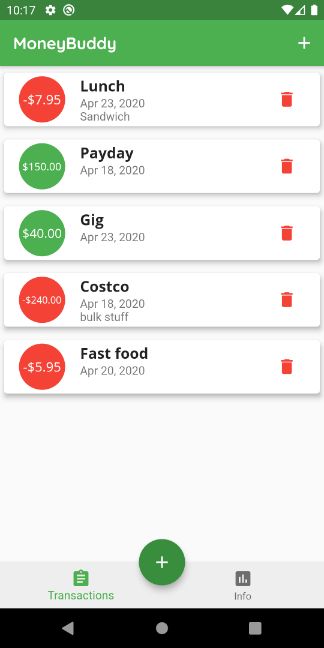 10:17
MoneyBuddy
-$7.95
Lunch
Apr 23, 2020
Sandwich
$150.00
Payday
Apr 18, 2020
$40.00
Gig
Apr 23, 2020
-$240.00
Costco
Apr 18, 2020
bulk stuff
-$5.95
Fast food
Apr 20, 2020
Transactions
Info